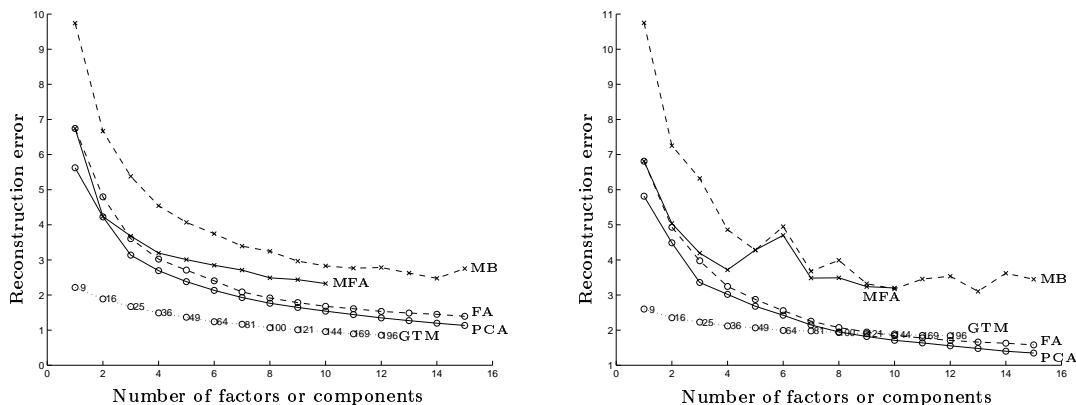 10
9
8
7
6
5
4
3
2
1
0
0 2 4 6 8 10 12 14 16
Reconstruction error
Number of factors or components
9 16 25 36 49 64 81 100 121 144 169 196 GTM
MB
MFA
FA
PCA
11
10
9
8
7
6
5
4
3
2
1
0 2 4 6 8 10 12 14 16
Reconstruction error
Number of factors or components
9 16 25 36 49 64 81 100 121 144 169 196
GTM
MB
MFA
FA
PCA